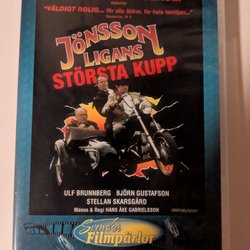 "VÄLDIGT ROLIG... för alla åldrar, för hela familjen..."
JÖNSSON
LIGANS
STÖRSTA KUPP
ULF BRUNNBERG BJÖRN GUSTAFSON
STELLAN SKARSGÅRD
Manus & Regi HANS ÅKE GABRIELSSON
Svenska
Filmpärlor